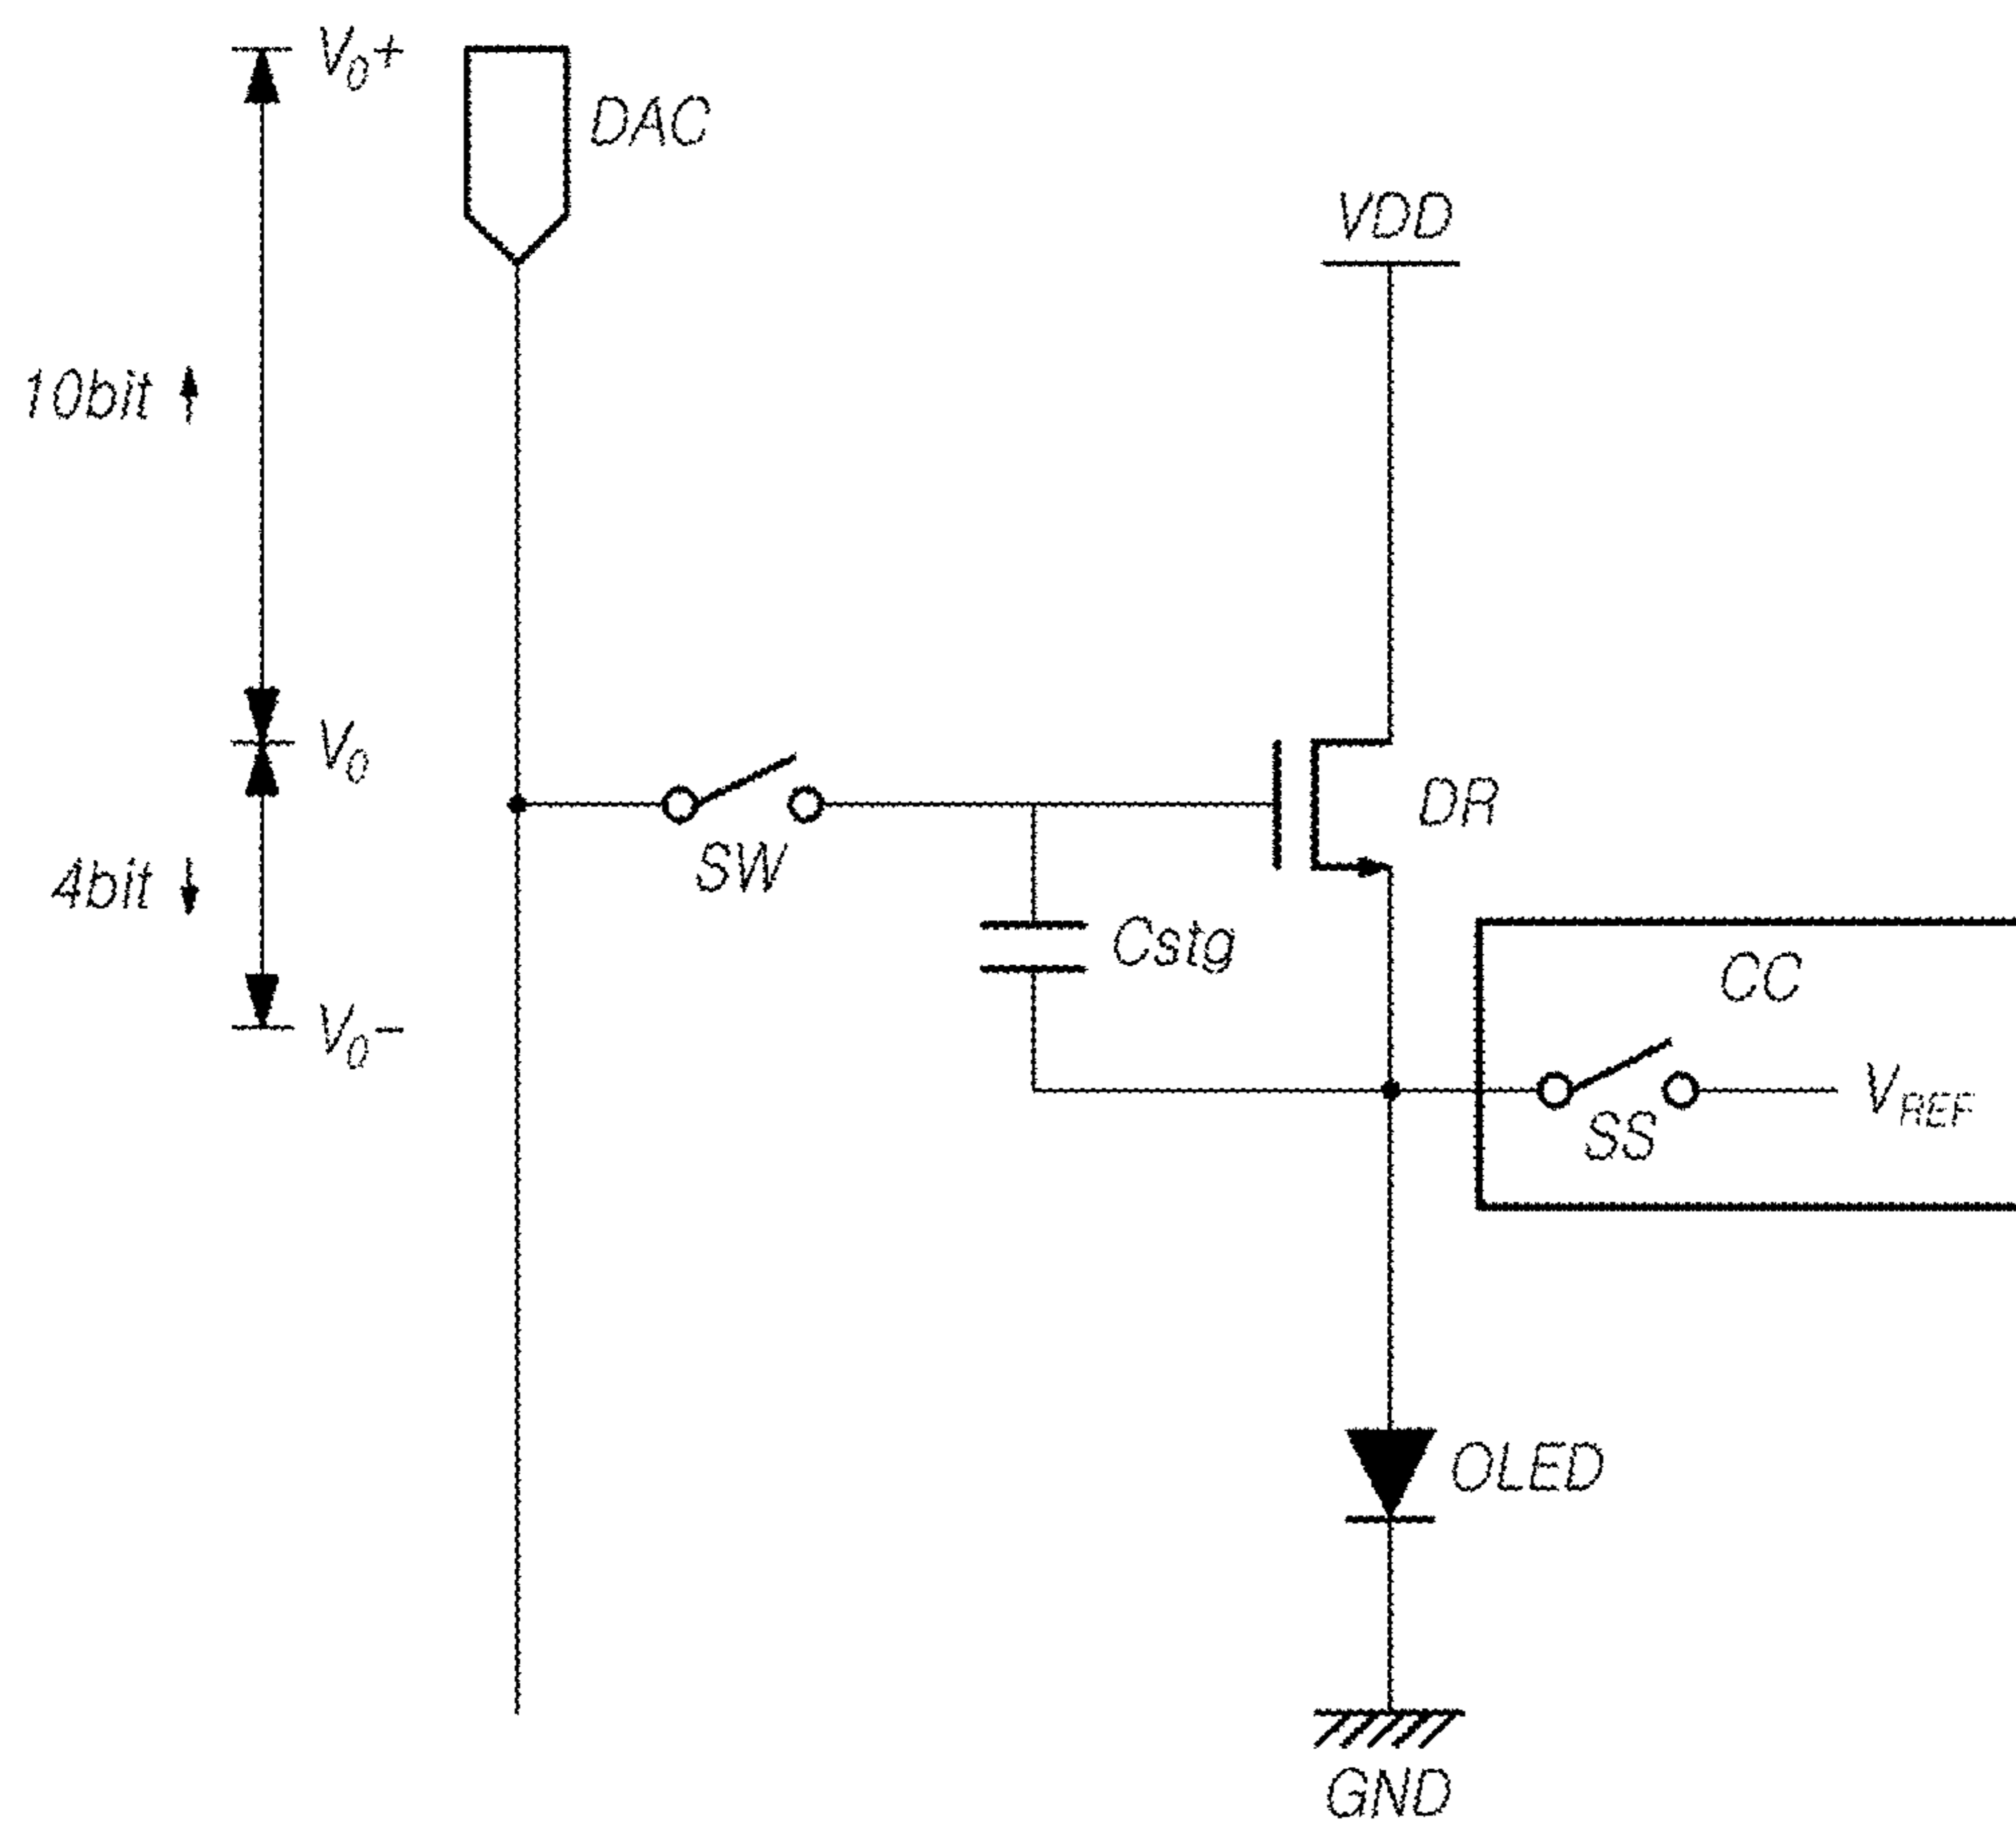 V0+
DAC
VDD
10bit
V0
DR
SW
4bit
Cstg
CC
V0-
VREF
SS
OLED
GND